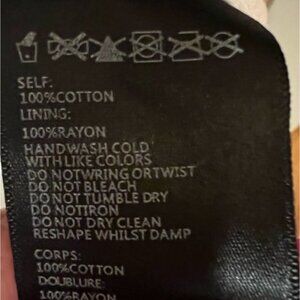 SELF:
100%COTTON
LINING:
100%RAYON
HANDWASH COLD
WITH LIKE COLORS
DO NOTWRING ORTWIST
DO NOT BLEACH
DO NOT TUMBLE DRY
DO NOTIRON
DO NOT DRY CLEAN
RESHAPE WHILST DAMP
CORPS:
100%COTTON
DOUBLURE:
100%RAYON